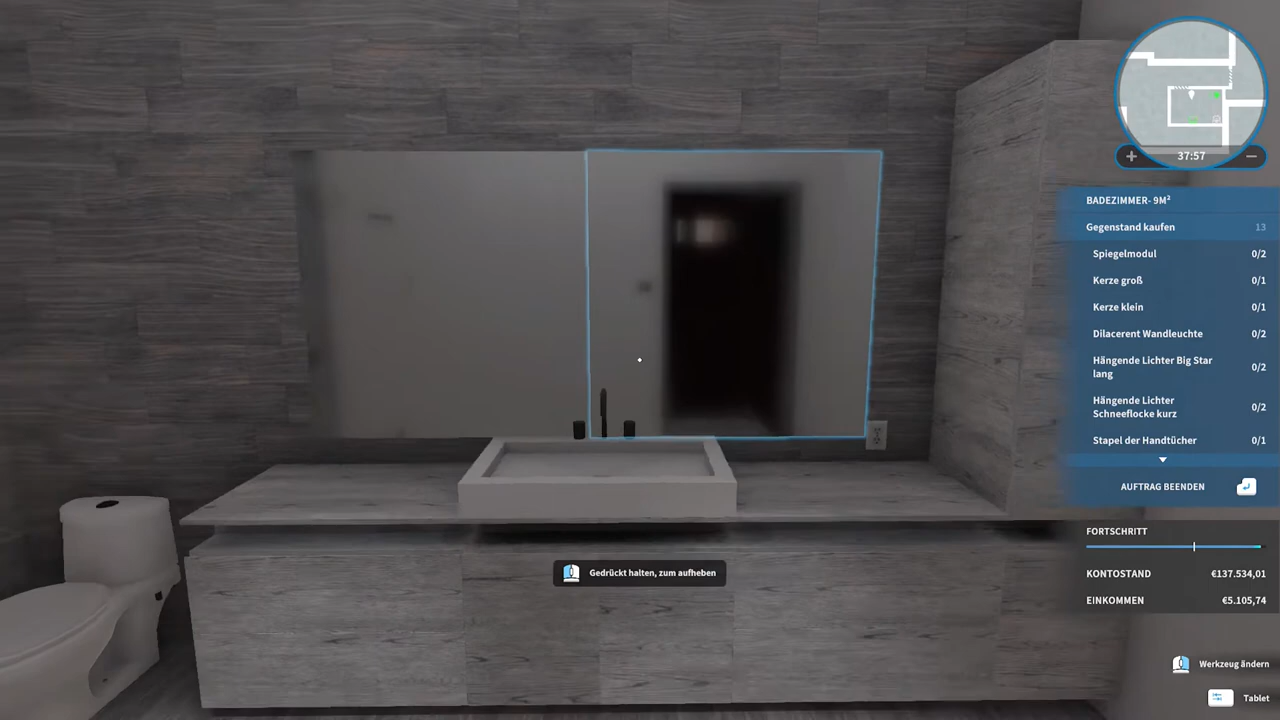 37:57
BADEZIMMER- 9M²
Gegenstand kaufen 13
Spiegelmodul 0/2
Kerze groß 0/1
Kerze klein 0/1
Dilacerent Wandleuchte 0/2
Hängende Lichter Big Star
lang 0/2
Hängende Lichter
Schneeflocke kurz 0/2
Stapel der Handtücher 0/1
AUFTRAG BEENDEN
FORTSCHRITT
Gedrückt halten, zum aufheben
KONTOSTAND €137.534,01
EINKOMMEN €5.105,74
Werkzeug ändern
Tablet